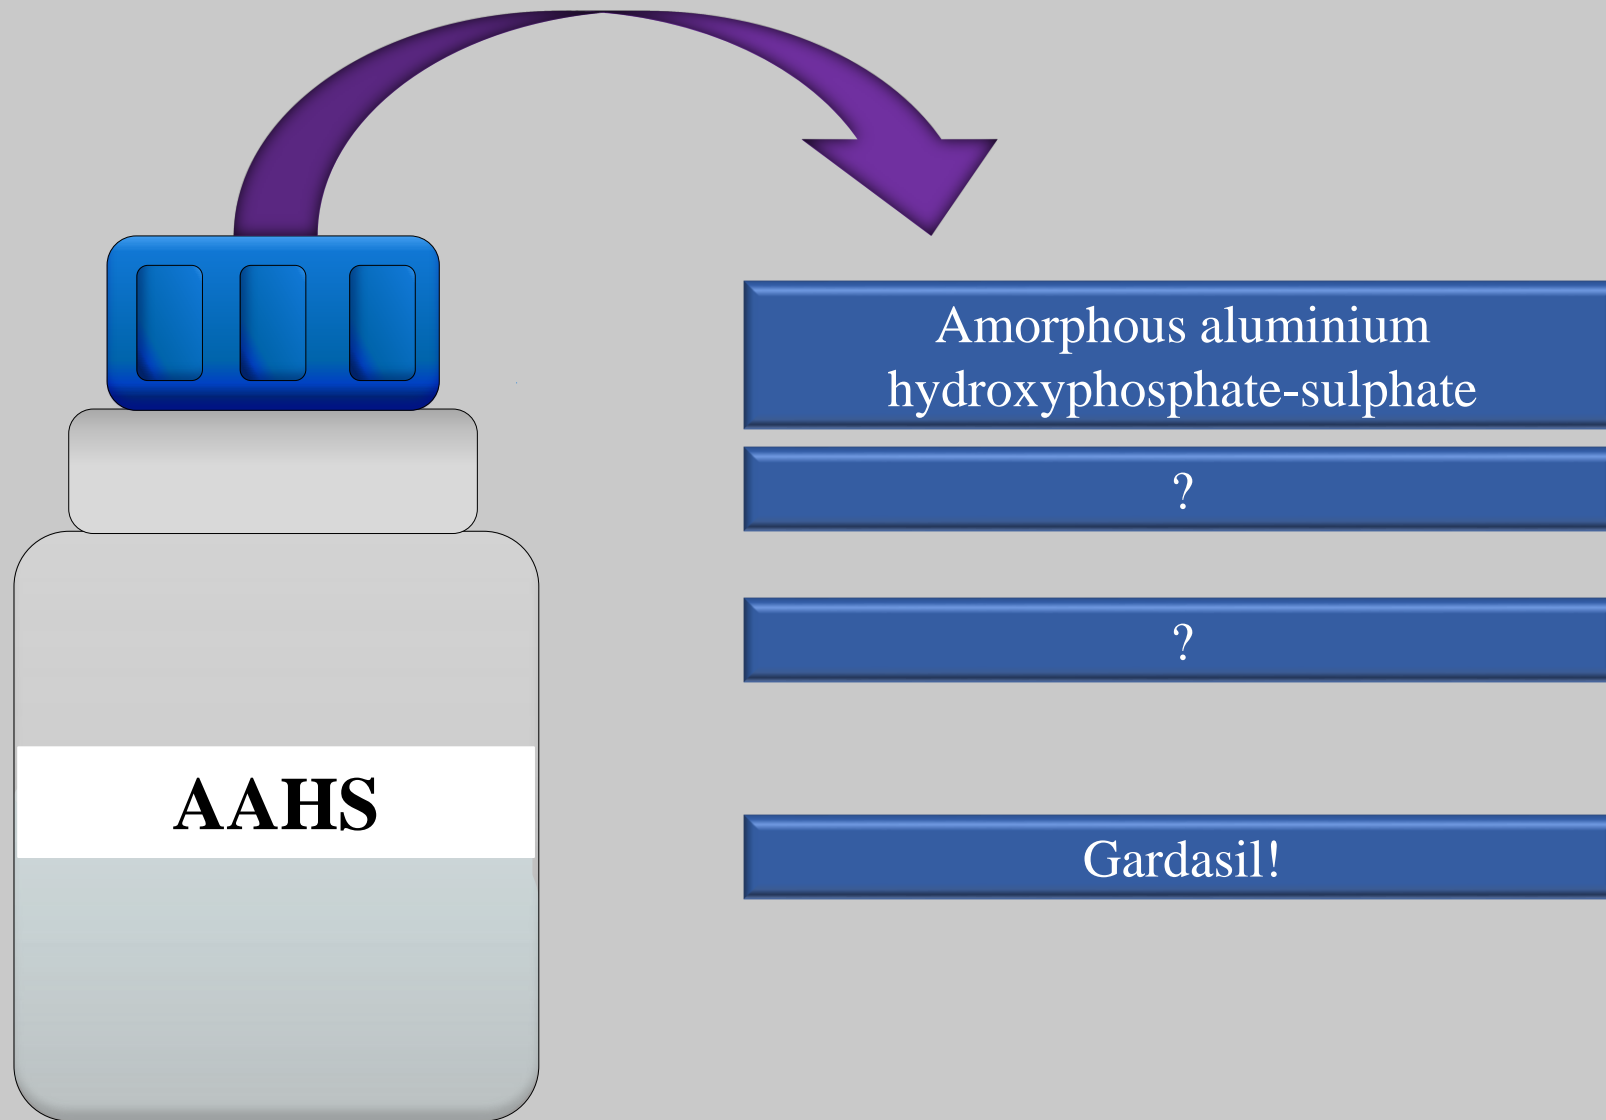 Amorphous aluminium
hydroxyphosphate-sulphate
?
?
AAHS
Gardasil!